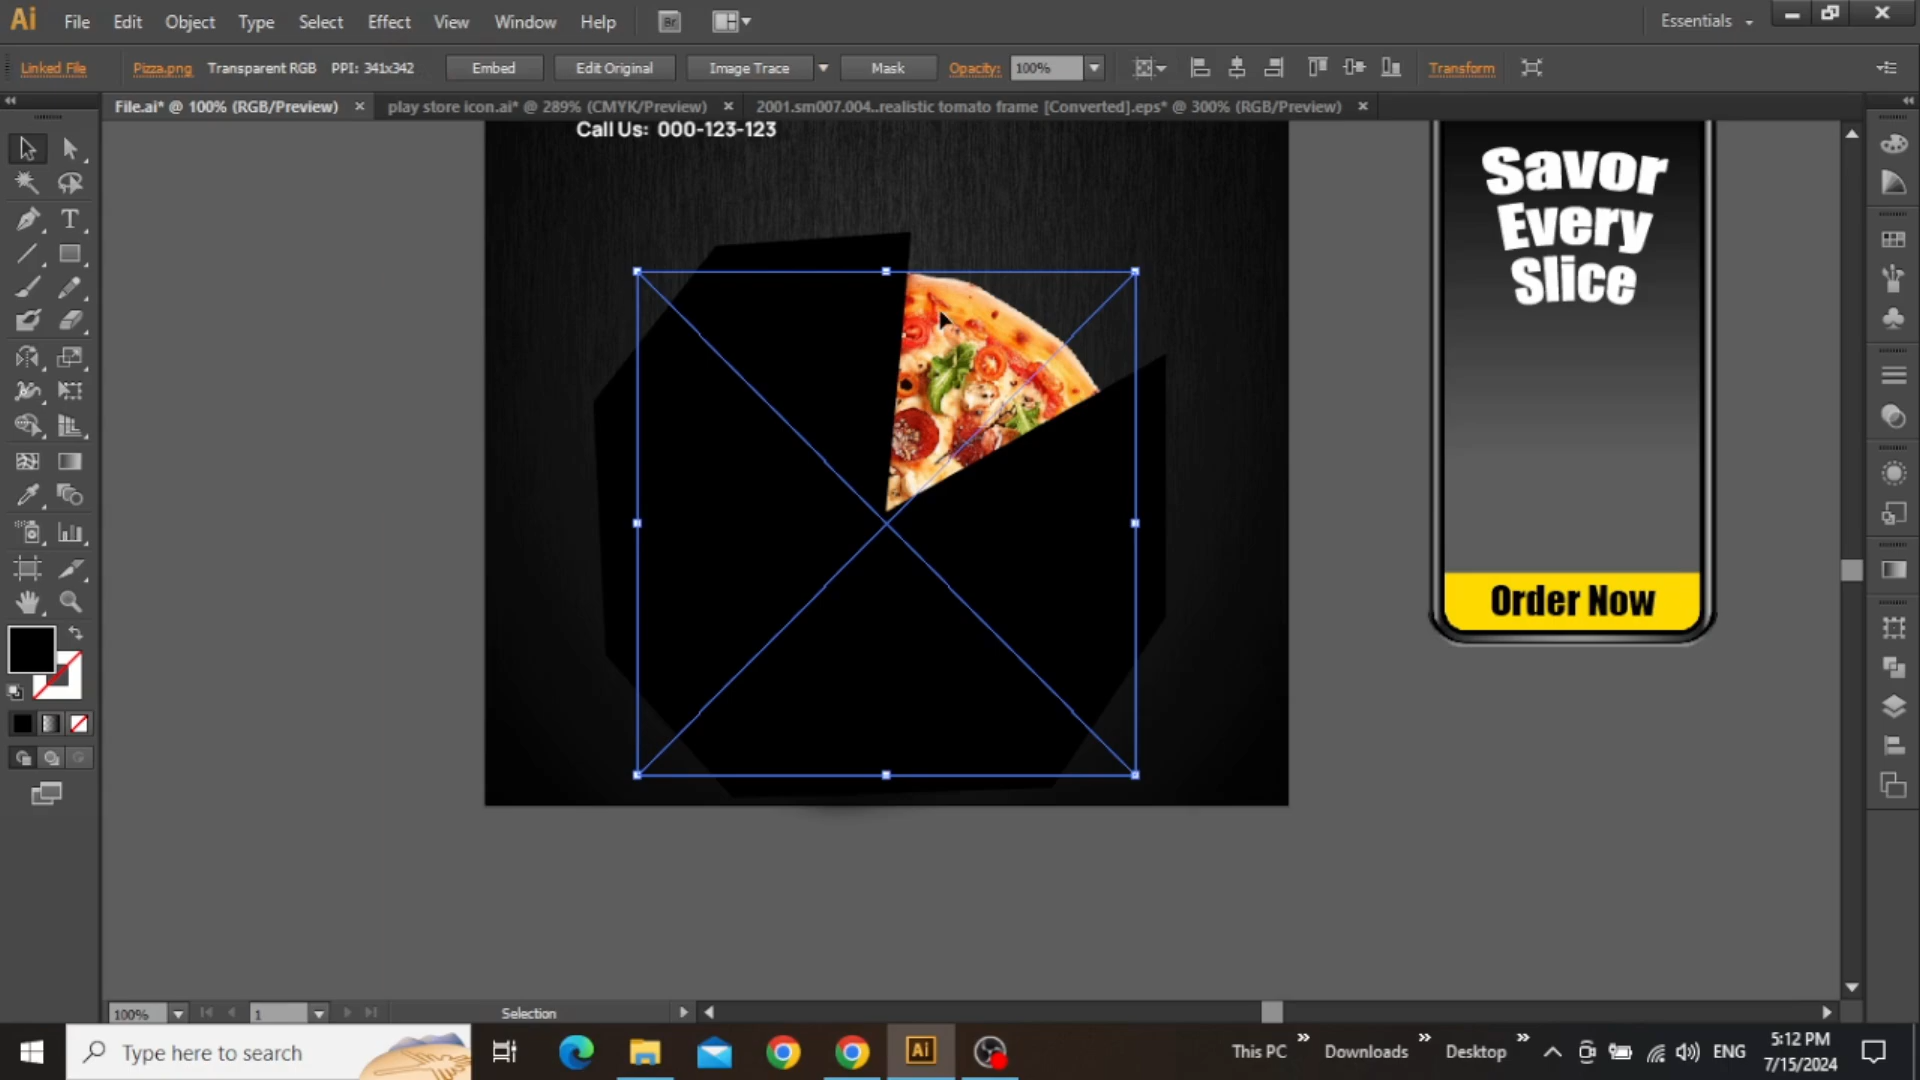 Ai File Edit Object Type Select Effect View Window Help Br Essentials
Linked File Pizza.png Transparent RGB PPI: 341x342 Embed Edit Original Image Trace Mask Opacity: 100% Transform
File.ai* @ 100% (RGB/Preview) × play store icon.ai* @ 289% (CMYK/Preview) × 2001.sm007.004..realistic tomato frame [Converted].eps* @ 300% (RGB/Preview) ×
Call Us: 000-123-123
Savor
Every
Slice
Order Now
100% 1 Selection
Type here to search Ai This PC Downloads Desktop ENG 5:12 PM
7/15/2024